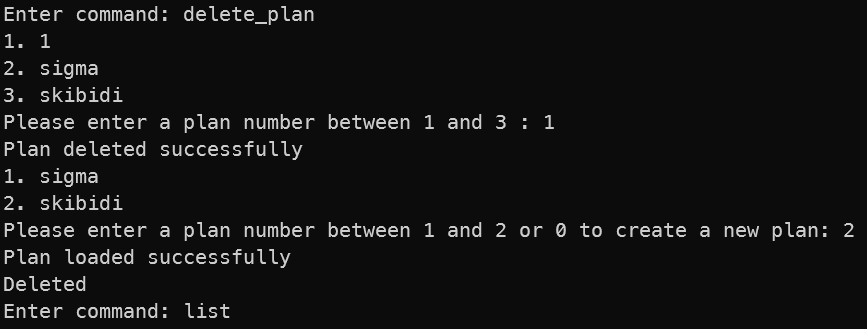 Enter command: delete_plan
1. 1
2. sigma
3. skibidi
Please enter a plan number between 1 and 3 : 1
Plan deleted successfully
1. sigma
2. skibidi
Please enter a plan number between 1 and 2 or 0 to create a new plan: 2
Plan loaded successfully
Deleted
Enter command: list